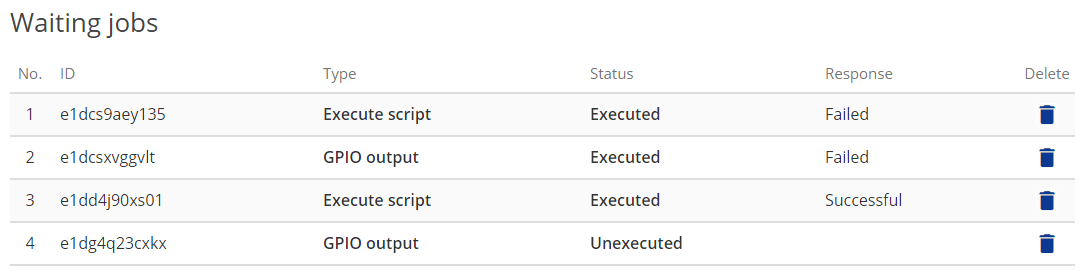 Waiting jobs
No. ID Type Status Response Delete
1 e1dcs9aey135 Execute script Executed Failed
2 e1dcsxvggvlt GPIO output Executed Failed
3 e1dd4j90xs01 Execute script Executed Successful
4 e1dg4q23cxkx GPIO output Unexecuted